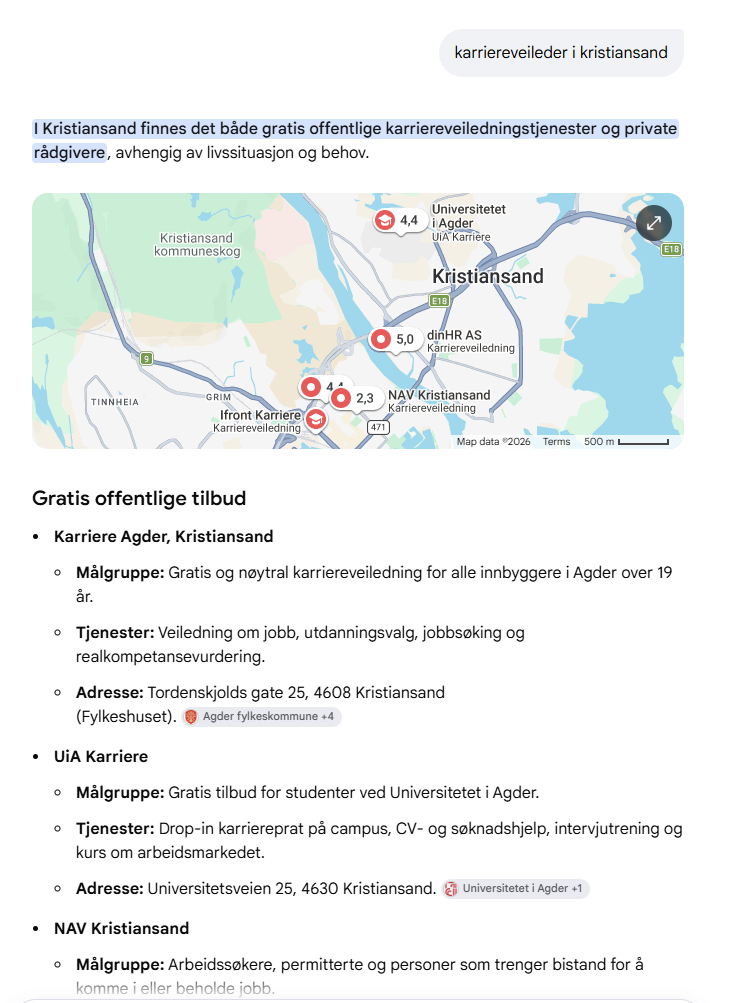 karriereveileder i kristiansand
I Kristiansand finnes det både gratis offentlige karriereveiledningstjenester og private
rådgivere, avhengig av livssituasjon og behov.
4,4
Universitetet
i Agder
UiA Karriere
Kristiansand
kommuneskog
E18
Kristiansand
E18
5,0
dinHR AS
Karriereveiledning
9
4,4
2,3
NAV Kristiansand
Karriereveiledning
TINNHEIA
GRIM
Ifront Karriere
Karriereveiledning
471
Map data ©2026
Terms
500 m
Gratis offentlige tilbud
• Karriere Agder, Kristiansand
◦ Målgruppe: Gratis og nøytral karriereveiledning for alle innbyggere i Agder over 19
år.
◦ Tjenester: Veiledning om jobb, utdanningsvalg, jobbsøking og
realkompetansevurdering.
◦ Adresse: Tordenskjolds gate 25, 4608 Kristiansand
(Fylkeshuset). Agder fylkeskommune +4
• UiA Karriere
◦ Målgruppe: Gratis tilbud for studenter ved Universitetet i Agder.
◦ Tjenester: Drop-in karriereprat på campus, CV- og søknadshjelp, intervjutrening og
kurs om arbeidsmarkedet.
◦ Adresse: Universitetsveien 25, 4630 Kristiansand. Universitetet i Agder +1
• NAV Kristiansand
◦ Målgruppe: Arbeidssøkere, permitterte og personer som trenger bistand for å
komme i eller beholde jobb.